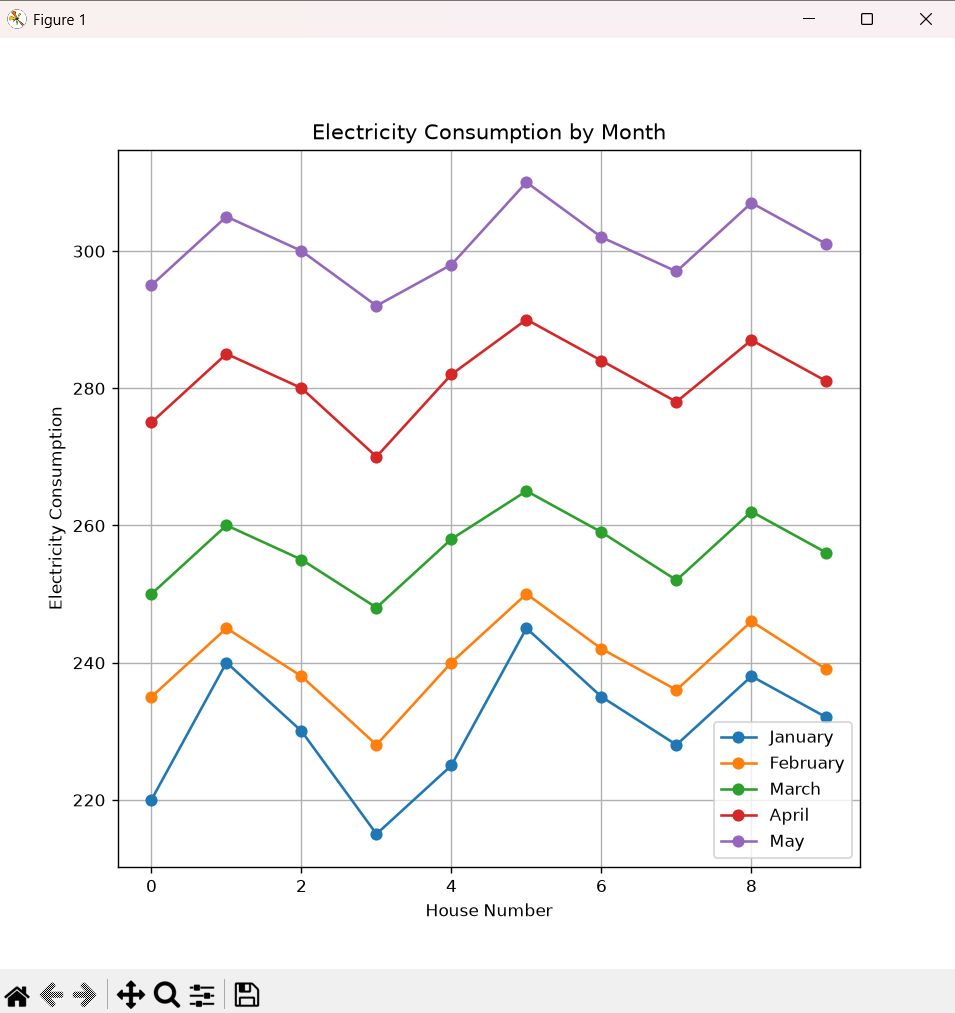 Figure 1
Electricity Consumption by Month
300
280
260
240
220
Electricity Consumption
0 2 4 6 8
House Number
January
February
March
April
May